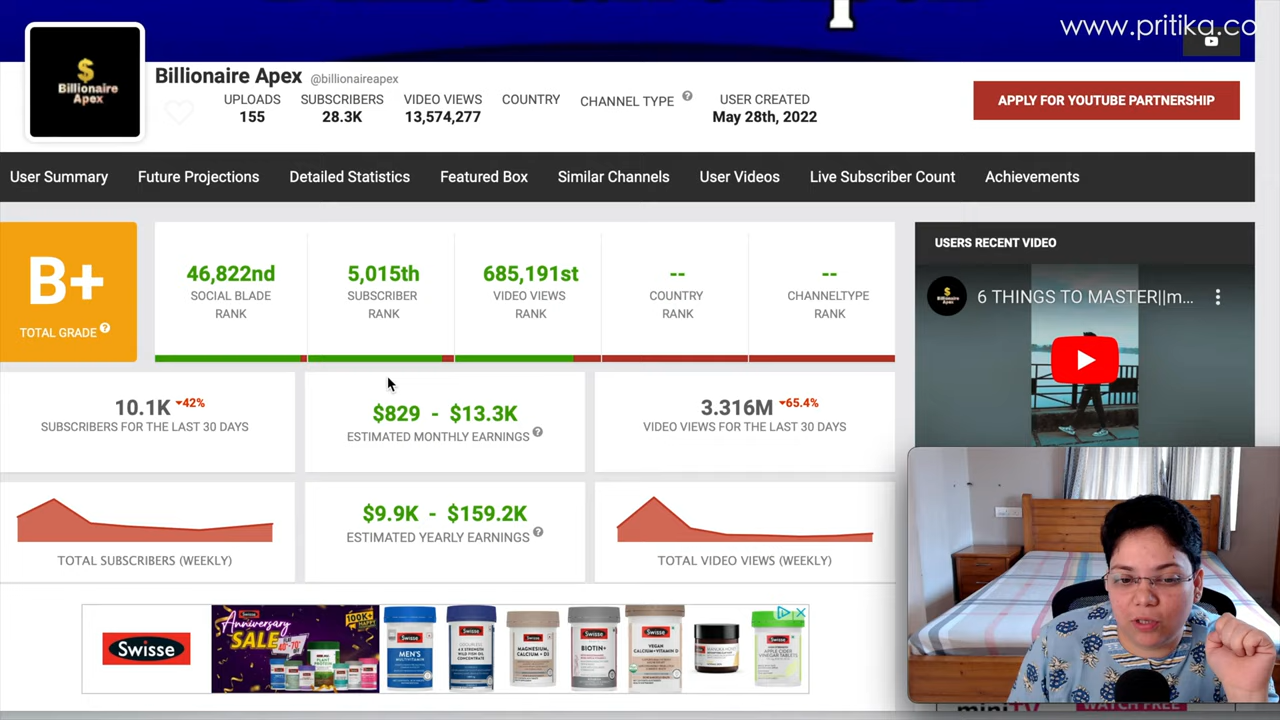 www.pritika.co
$
Billionaire
Apex
Billionaire Apex @billionaireapex
UPLOADS SUBSCRIBERS VIDEO VIEWS COUNTRY CHANNEL TYPE ? USER CREATED
155 28.3K 13,574,277 May 28th, 2022
APPLY FOR YOUTUBE PARTNERSHIP
User Summary Future Projections Detailed Statistics Featured Box Similar Channels User Videos Live Subscriber Count Achievements
B+
TOTAL GRADE ?
46,822nd 5,015th 685,191st -- --
SOCIAL BLADE SUBSCRIBER VIDEO VIEWS COUNTRY CHANNELTYPE
RANK RANK RANK RANK RANK
USERS RECENT VIDEO
6 THINGS TO MASTER||m...
10.1K 42%
SUBSCRIBERS FOR THE LAST 30 DAYS
$829 - $13.3K
ESTIMATED MONTHLY EARNINGS ?
3.316M 65.4%
VIDEO VIEWS FOR THE LAST 30 DAYS
TOTAL SUBSCRIBERS (WEEKLY)
$9.9K - $159.2K
ESTIMATED YEARLY EARNINGS ?
TOTAL VIDEO VIEWS (WEEKLY)
Swisse
Anniversary
SALE
MEN'S
BIOTIN+
WATCH FREE